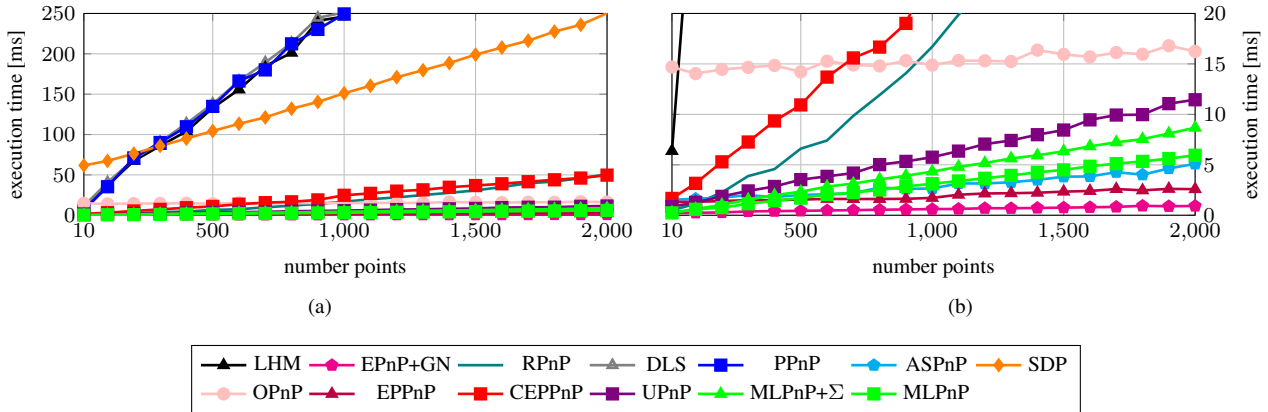 250
200
150
100
50
0
execution time [ms]
10 500 1,000 1,500 2,000
number points
(a)
20
15
10
5
0
execution time [ms]
10 500 1,000 1,500 2,000
number points
(b)
LHM EPnP+GN RPnP DLS PPnP ASPnP SDP
OPnP EPPnP CEPPnP UPnP MLPnP+Σ MLPnP